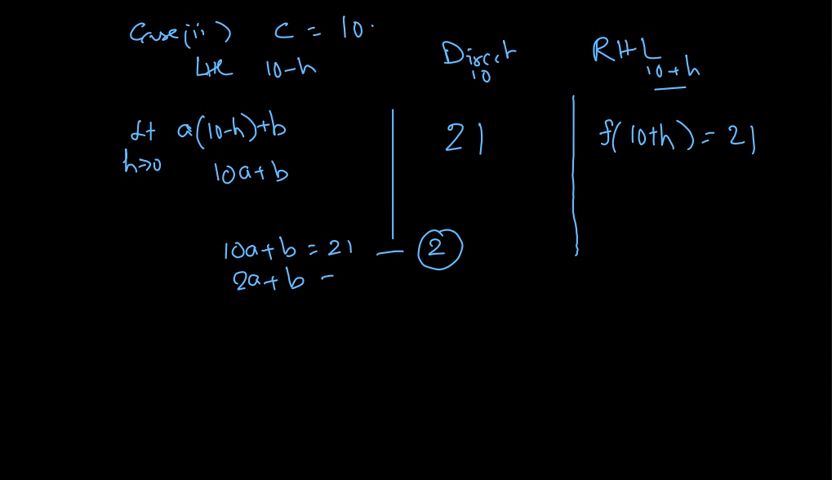 Case(ii) C = 10.
LHL 10-h
Direct
10
RHL
10+h
Lt a(10-h)+b
h→0
10a+b
21
f(10+h) = 21
10a+b = 21 — 2
2a+b =